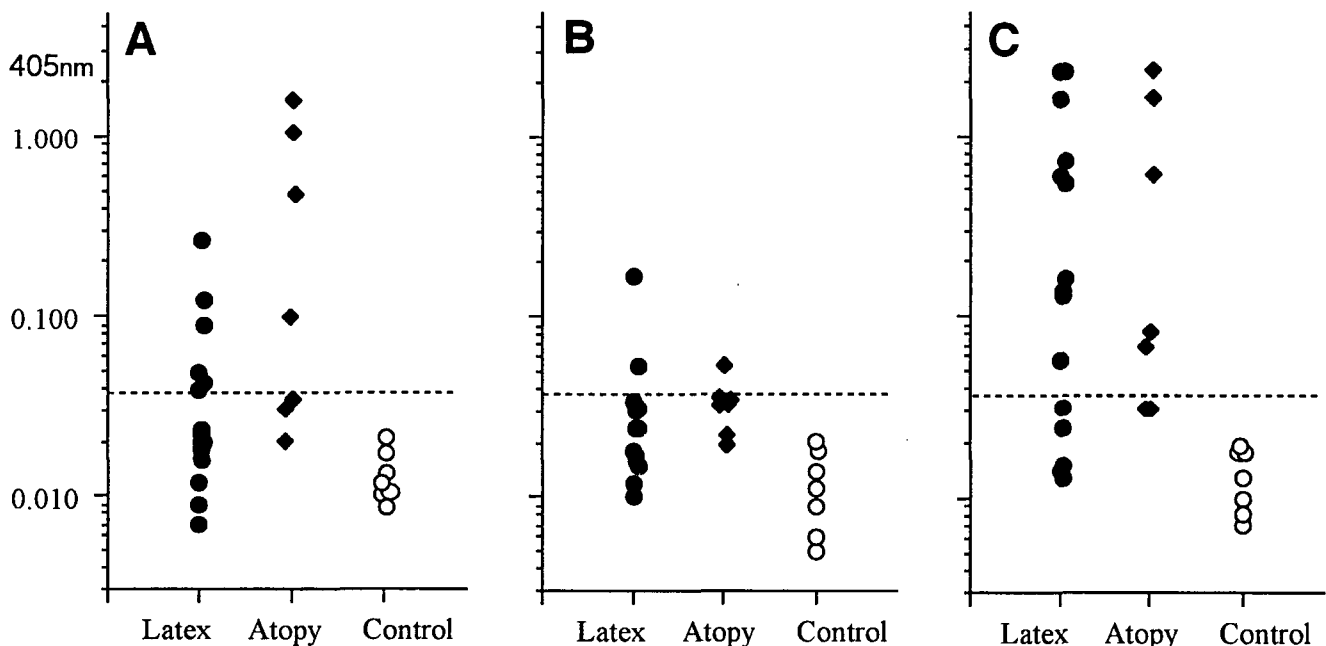 A
B
C
405nm
1.000
0.100
0.010
Latex Atopy Control
Latex Atopy Control
Latex Atopy Control